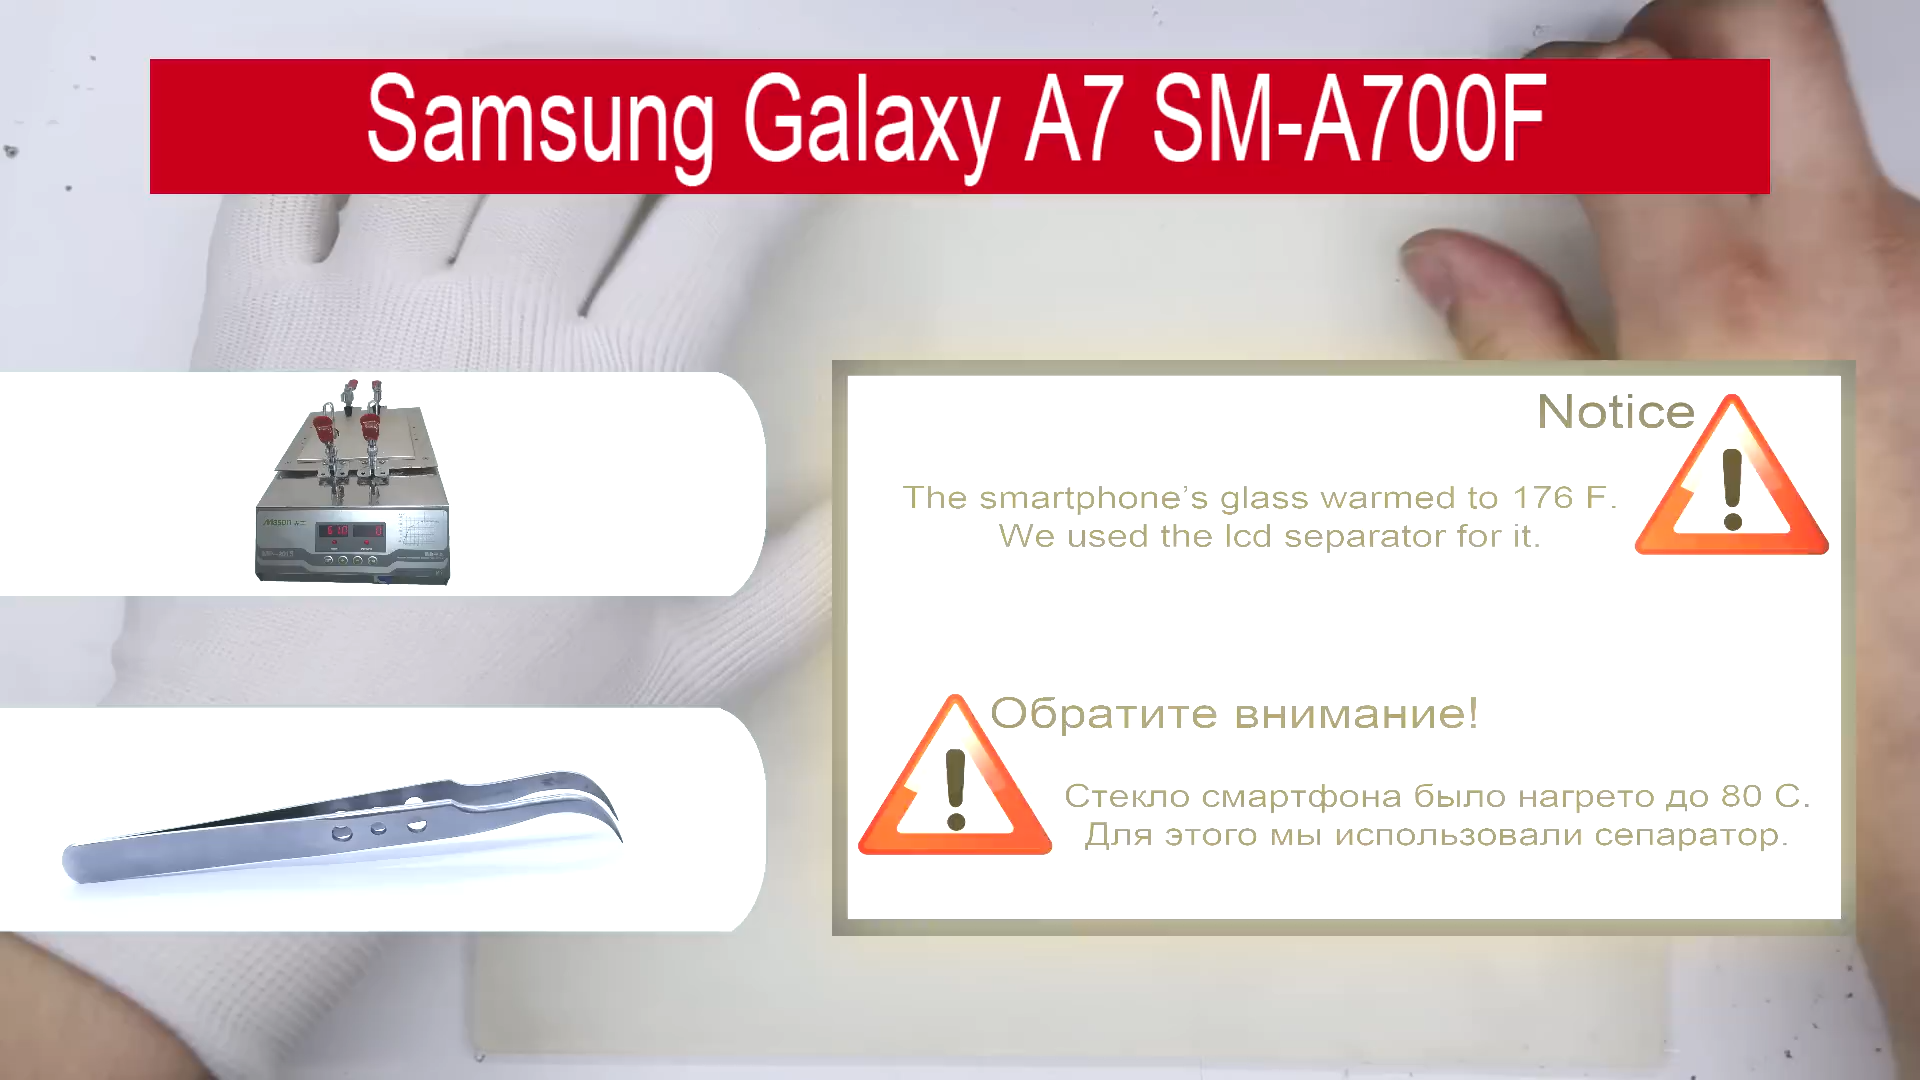 Samsung Galaxy A7 SM-A700F
Mason
Notice
The smartphone’s glass warmed to 176 F.
We used the lcd separator for it.
Обратите внимание!
Стекло смартфона было нагрето до 80 С.
Для этого мы использовали сепаратор.